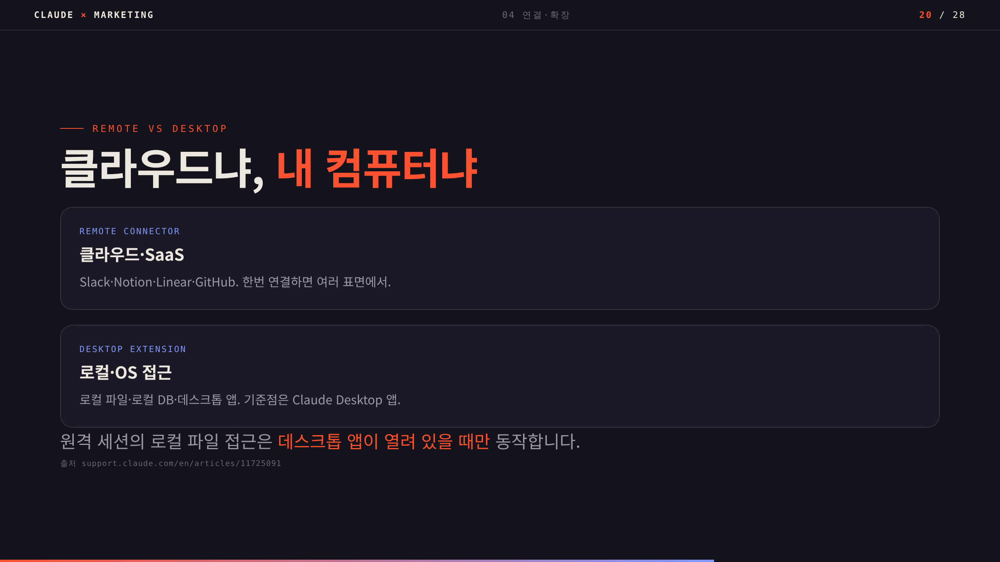 CLAUDE × MARKETING
04 연결·확장
20 / 28
REMOTE VS DESKTOP
클라우드냐, 내 컴퓨터냐
REMOTE CONNECTOR
클라우드·SaaS
Slack·Notion·Linear·GitHub. 한번 연결하면 여러 표면에서.
DESKTOP EXTENSION
로컬·OS 접근
로컬 파일·로컬 DB·데스크톱 앱. 기준점은 Claude Desktop 앱.
원격 세션의 로컬 파일 접근은 데스크톱 앱이 열려 있을 때만 동작합니다.
출처 support.claude.com/en/articles/11725091